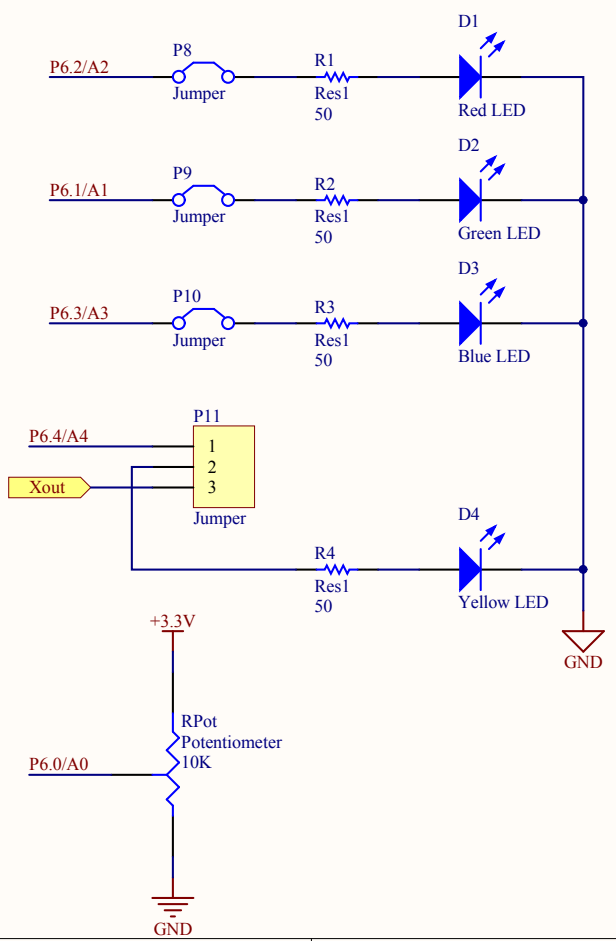 D1
P8
R1
P6.2/A2
Jumper
Res1
50
Red LED
D2
P9
R2
P6.1/A1
Jumper
Res1
50
Green LED
D3
P10
R3
P6.3/A3
Jumper
Res1
50
Blue LED
P11
P6.4/A4
1
2
3
Xout
Jumper
D4
R4
Res1
50
Yellow LED
+3.3V
GND
RPot
Potentiometer
10K
P6.0/A0
GND